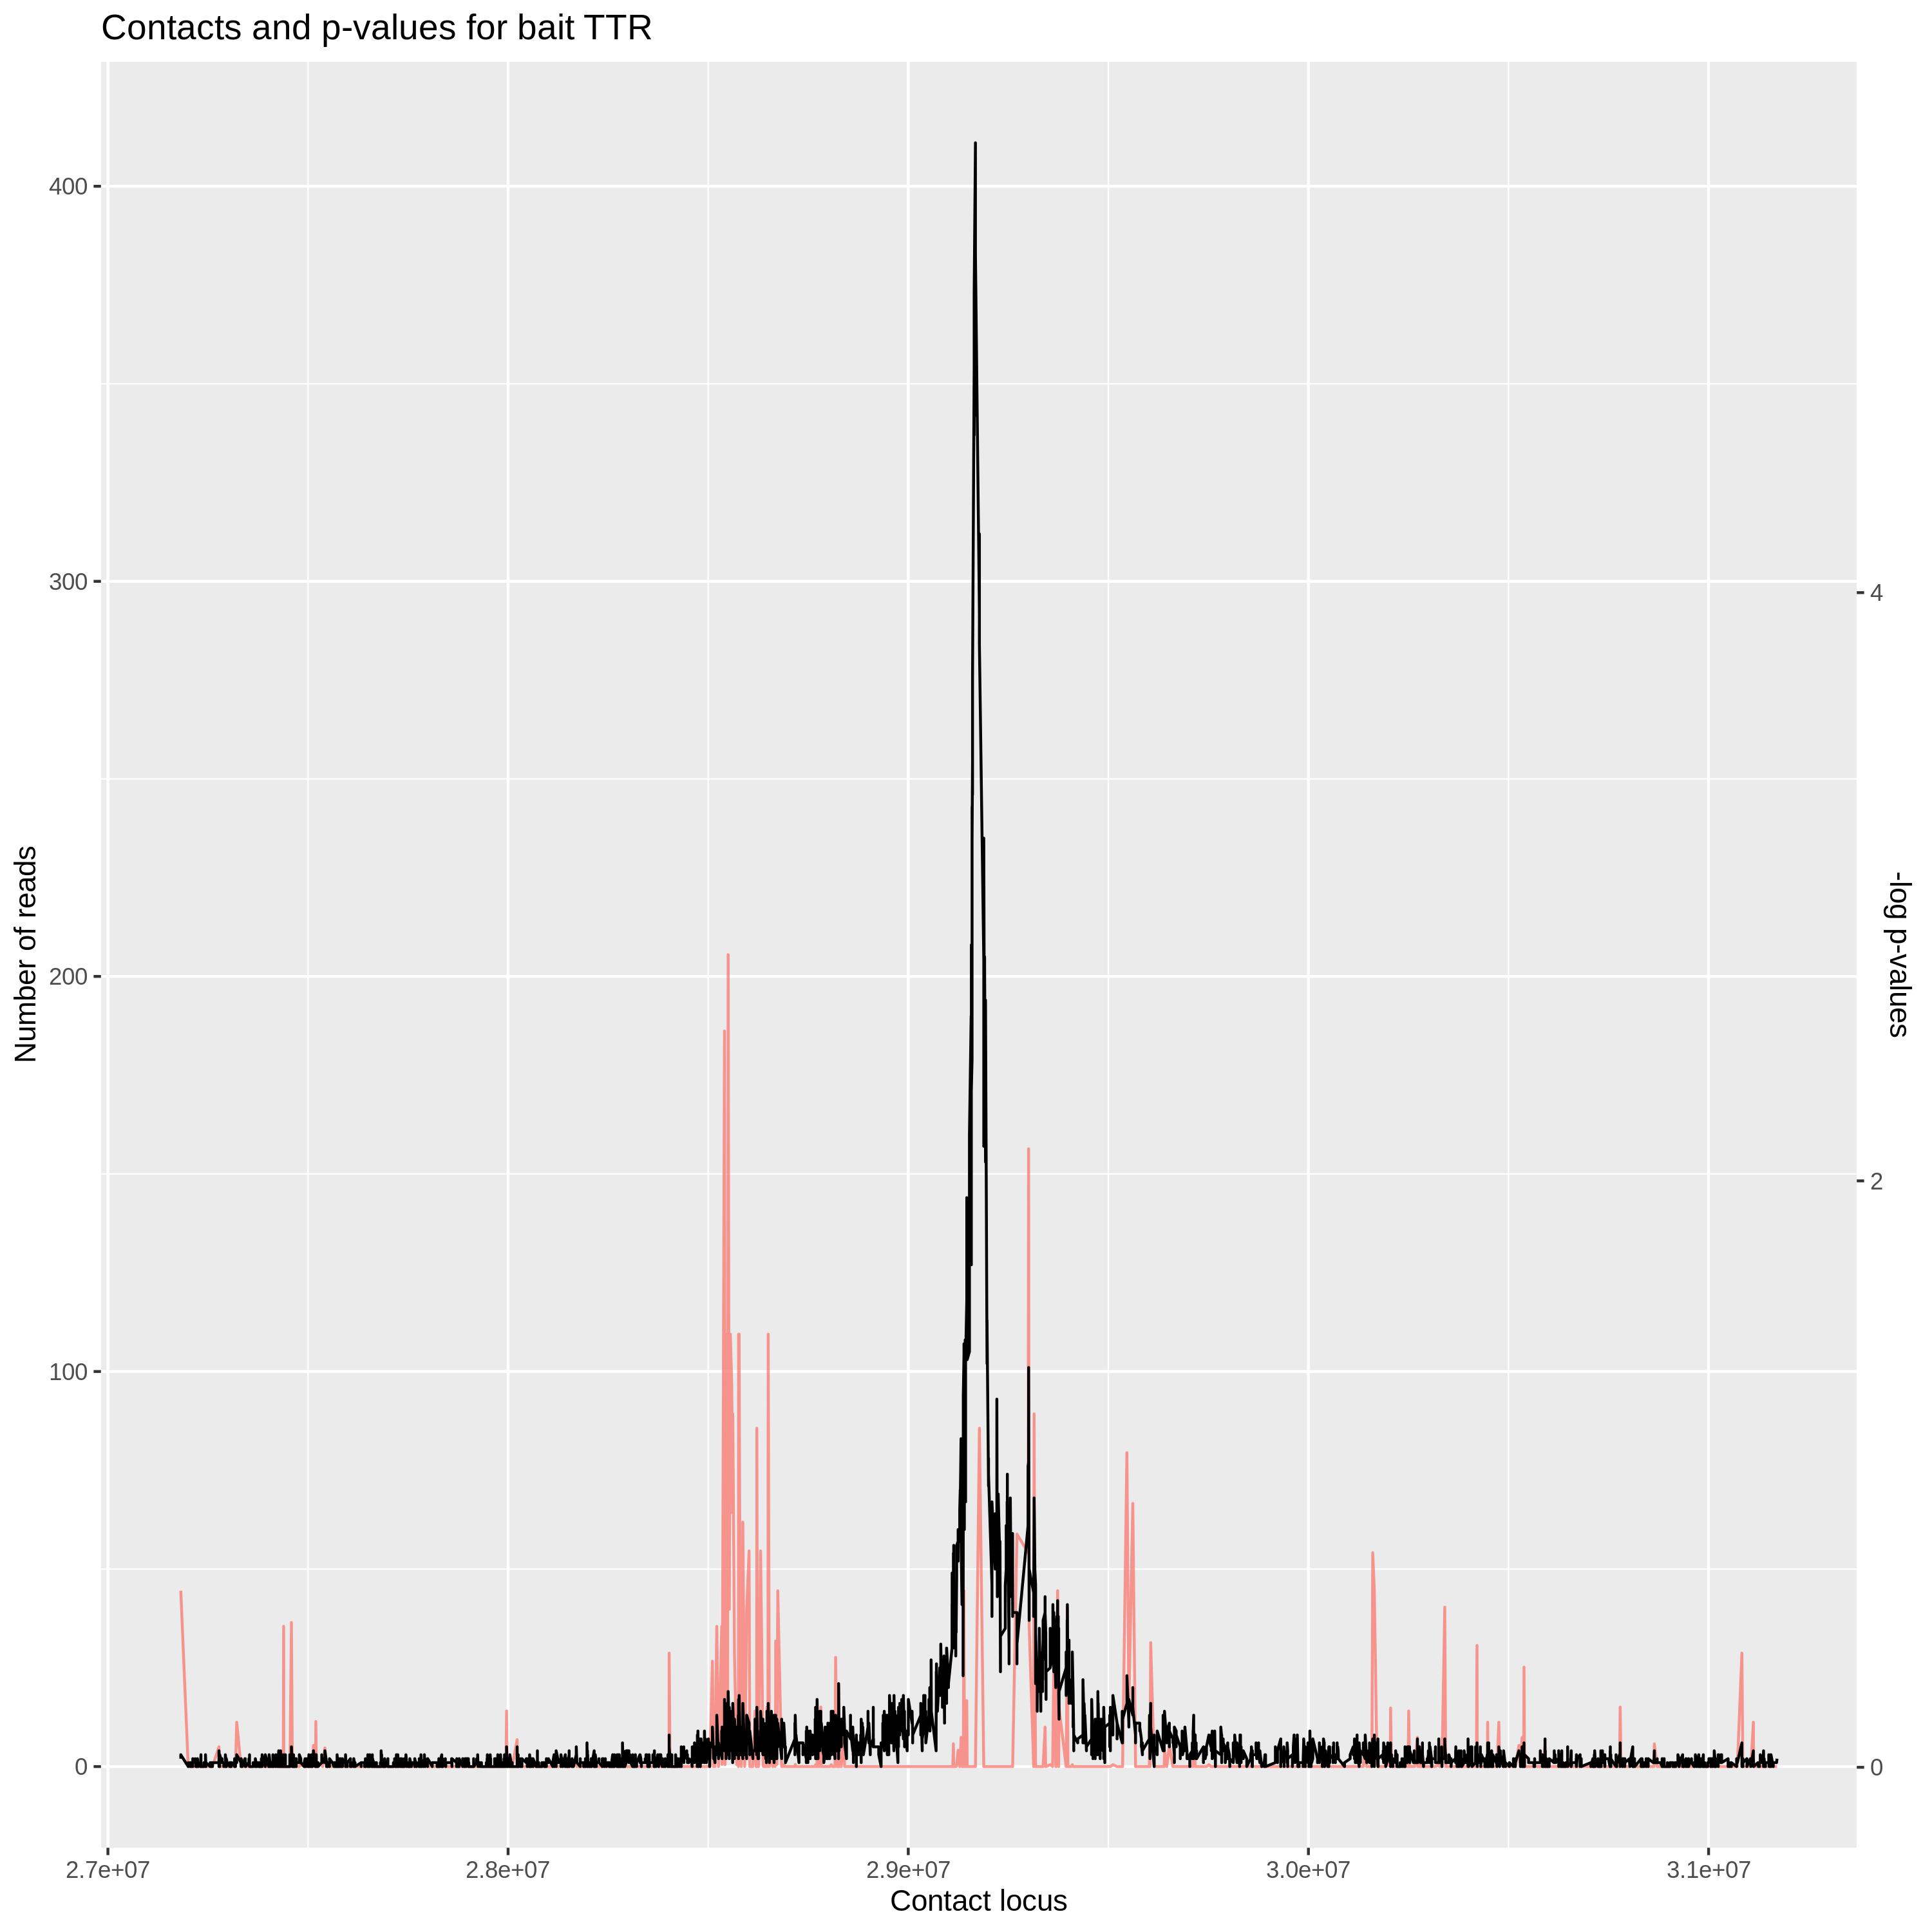 Contacts and p-values for bait TTR
400
300
200
100
0
Number of reads
4
2
0
-log p-values
2.7e+07 2.8e+07 2.9e+07 3.0e+07 3.1e+07
Contact locus